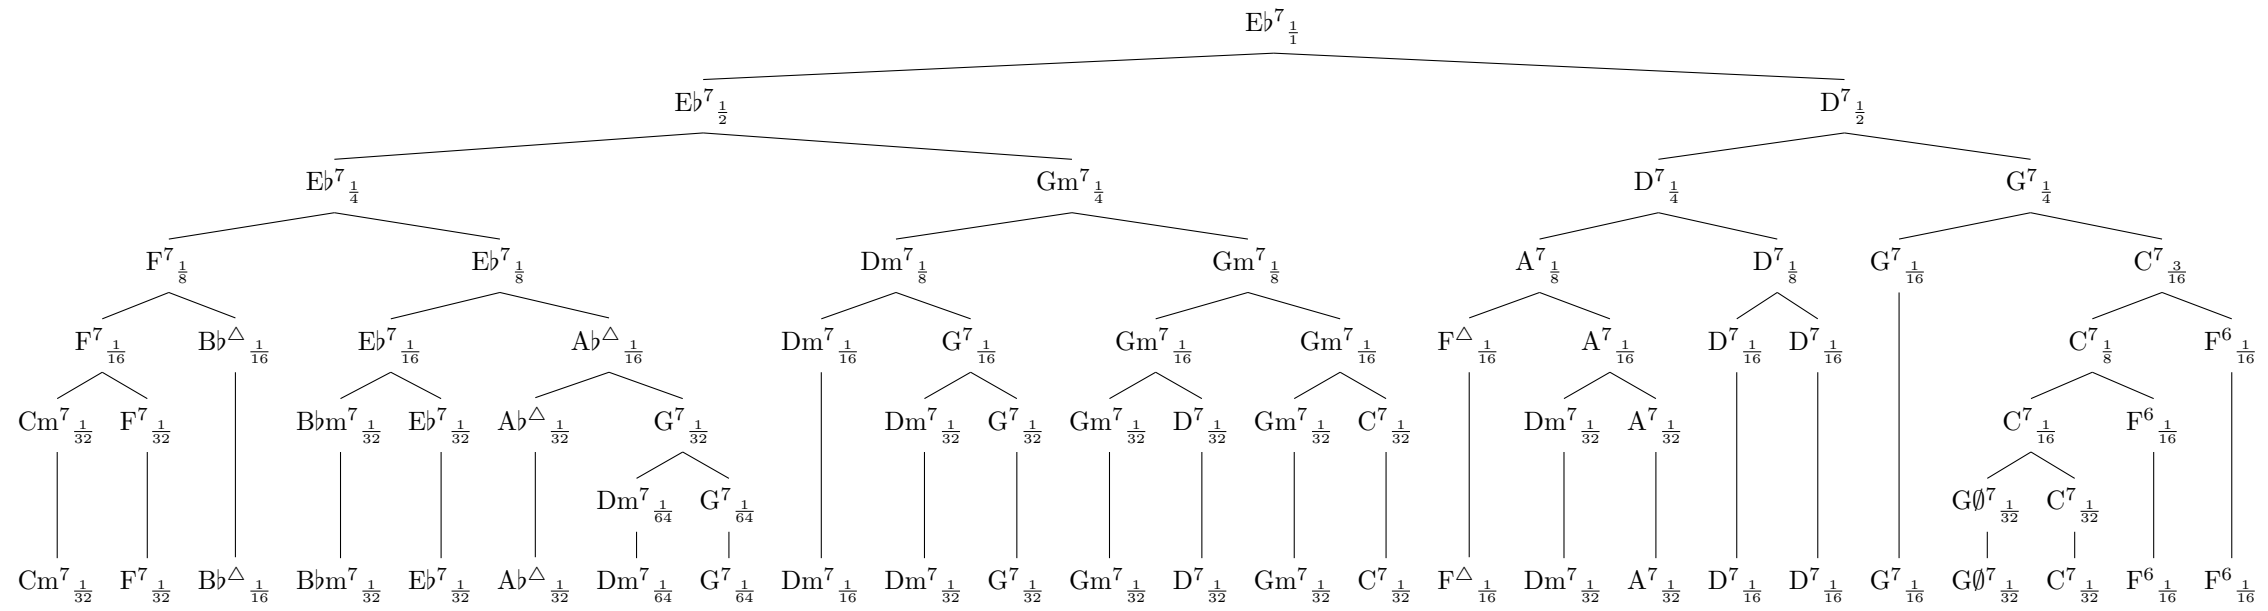 E♭⁷ 1/1
E♭⁷ 1/2 D⁷ 1/2
E♭⁷ 1/4 Gm⁷ 1/4 D⁷ 1/4 G⁷ 1/4
F⁷ 1/8 E♭⁷ 1/8 Dm⁷ 1/8 Gm⁷ 1/8 A⁷ 1/8 D⁷ 1/8 G⁷ 1/16 C⁷ 3/16
F⁷ 1/16 B♭△ 1/16 E♭⁷ 1/16 A♭△ 1/16 Dm⁷ 1/16 G⁷ 1/16 Gm⁷ 1/16 Gm⁷ 1/16 F△ 1/16 A⁷ 1/16 D⁷ 1/16 D⁷ 1/16 C⁷ 1/8 F⁶ 1/16
Cm⁷ 1/32 F⁷ 1/32 B♭m⁷ 1/32 E♭⁷ 1/32 A♭△ 1/32 G⁷ 1/32 Dm⁷ 1/32 G⁷ 1/32 Gm⁷ 1/32 D⁷ 1/32 Gm⁷ 1/32 C⁷ 1/32 Dm⁷ 1/32 A⁷ 1/32 C⁷ 1/16 F⁶ 1/16
Dm⁷ 1/64 G⁷ 1/64 G∅⁷ 1/32 C⁷ 1/32
Cm⁷ 1/32 F⁷ 1/32 B♭△ 1/16 B♭m⁷ 1/32 E♭⁷ 1/32 A♭△ 1/32 Dm⁷ 1/64 G⁷ 1/64 Dm⁷ 1/16 Dm⁷ 1/32 G⁷ 1/32 Gm⁷ 1/32 D⁷ 1/32 Gm⁷ 1/32 C⁷ 1/32 F△ 1/16 Dm⁷ 1/32 A⁷ 1/32 D⁷ 1/16 D⁷ 1/16 G⁷ 1/16 G∅⁷ 1/32 C⁷ 1/32 F⁶ 1/16 F⁶ 1/16